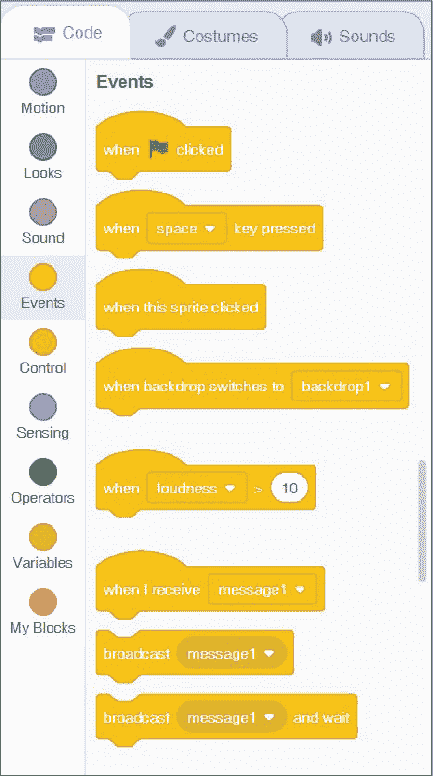 Code
Costumes
Sounds
Motion
Looks
Sound
Events
Control
Sensing
Operators
Variables
My Blocks
Events
when clicked
when space key pressed
when this sprite clicked
when backdrop switches to backdrop1
when loudness > 10
when I receive message1
broadcast message1
broadcast message1 and wait